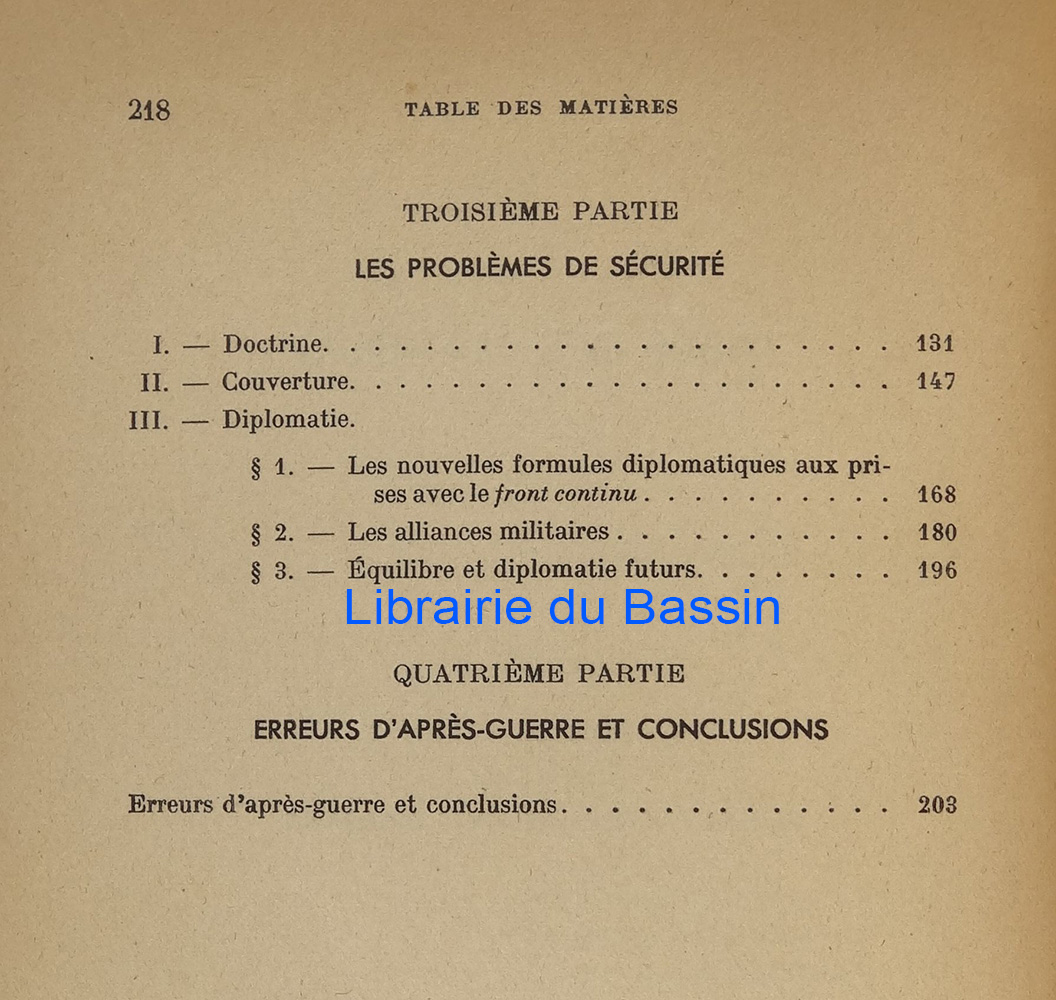 218 TABLE DES MATIÈRES
TROISIÈME PARTIE
LES PROBLÈMES DE SÉCURITÉ
I. — Doctrine. . . . . . . . . . . . . . . . . . . . . . . 131
II. — Couverture. . . . . . . . . . . . . . . . . . . . . . 147
III. — Diplomatie.
§ 1. — Les nouvelles formules diplomatiques aux pri-
ses avec le front continu . . . . . . . . . . 168
§ 2. — Les alliances militaires . . . . . . . . . . . 180
§ 3. — Équilibre et diplomatie futurs. . . . . . . . 196
Librairie du Bassin
QUATRIÈME PARTIE
ERREURS D'APRÈS-GUERRE ET CONCLUSIONS
Erreurs d'après-guerre et conclusions. . . . . . . . . . . . . 203